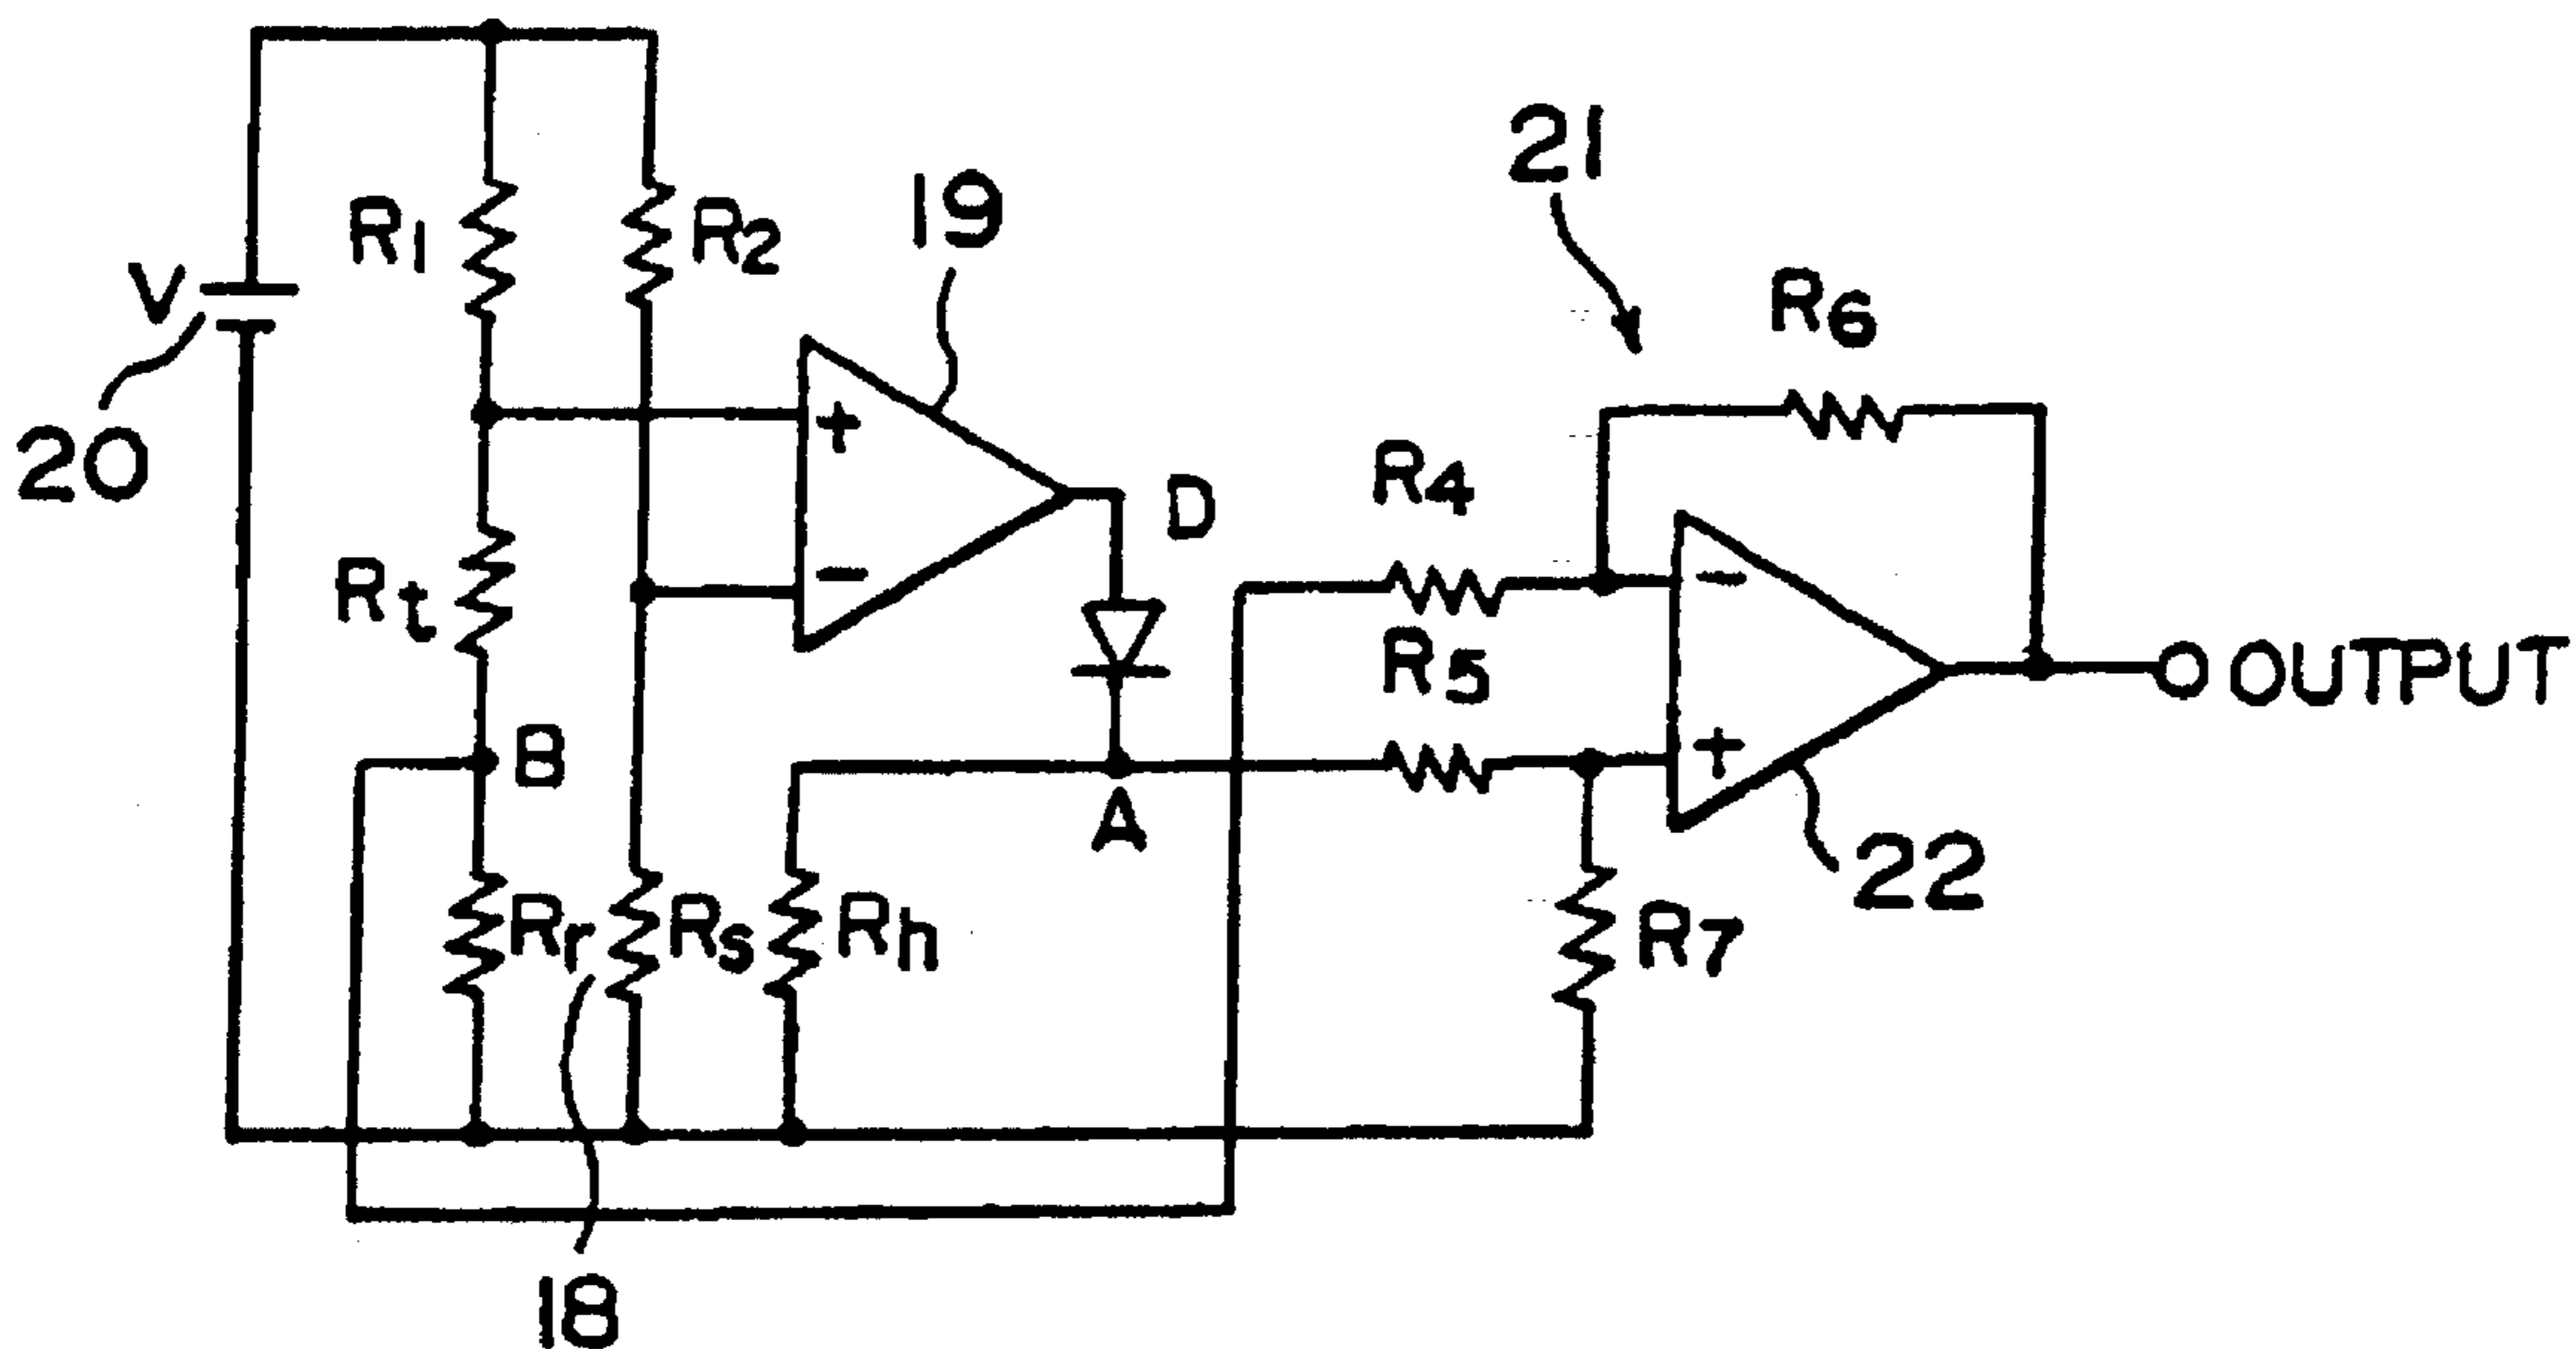 21
19
R1
R2
R6
V
20
+
−
D
R4
−
OUTPUT
Rt
R5
B
+
A
22
Rr
Rs
Rh
R7
18